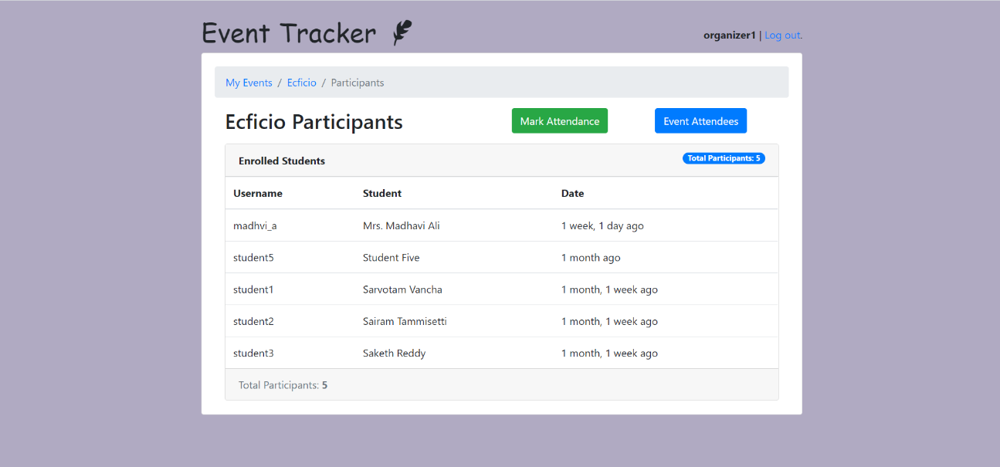 Event Tracker
organizer1 | Log out.
My Events / Ecficio / Participants
Ecficio Participants Mark Attendance Event Attendees
Enrolled Students Total Participants: 5
Username Student Date
madhvi_a Mrs. Madhavi Ali 1 week, 1 day ago
student5 Student Five 1 month ago
student1 Sarvotam Vancha 1 month, 1 week ago
student2 Sairam Tammisetti 1 month, 1 week ago
student3 Saketh Reddy 1 month, 1 week ago
Total Participants: 5